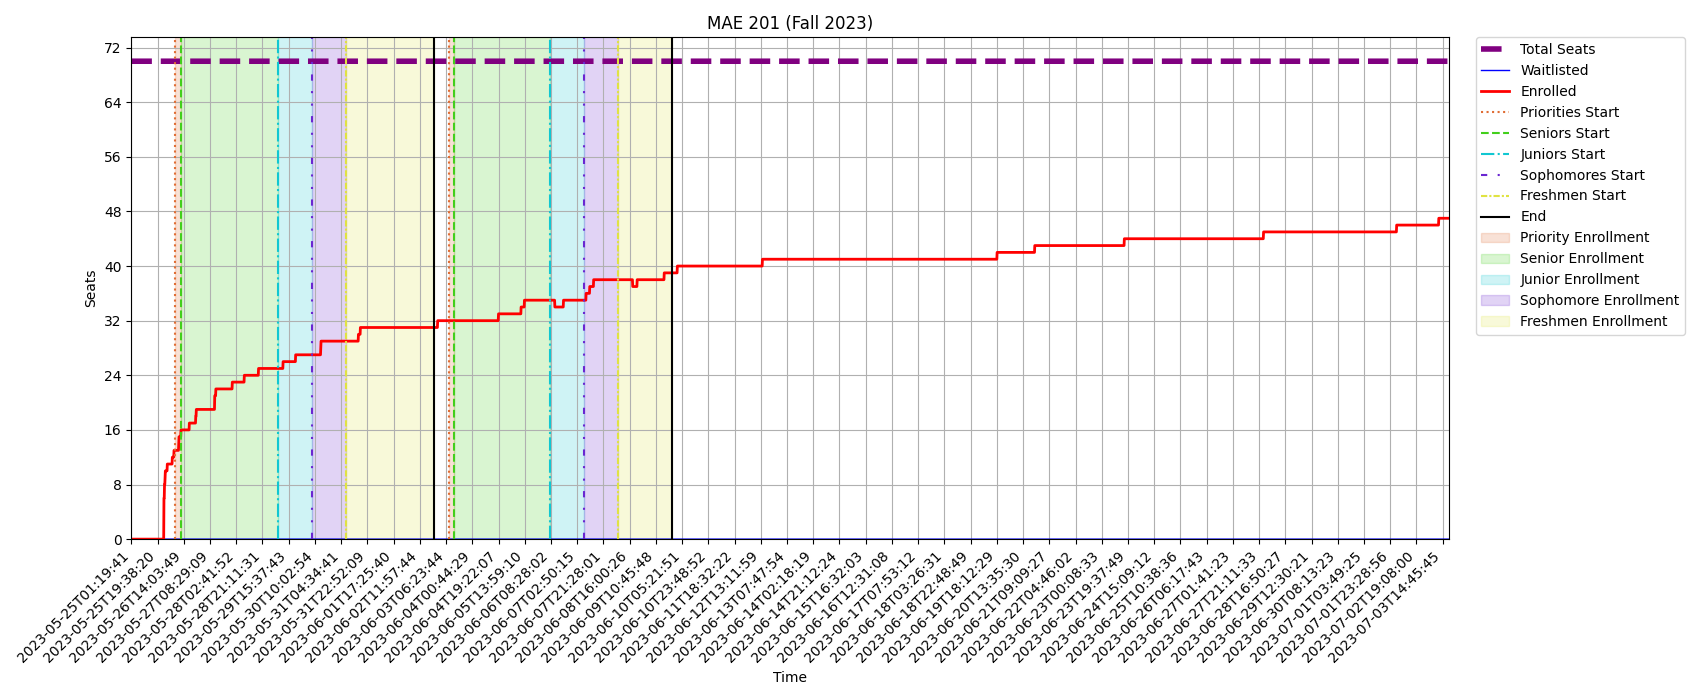 MAE 201 (Fall 2023)
72
64
56
48
40
32
24
16
8
0
Seats
2023-05-25T01:19:41
2023-05-25T19:38:20
2023-05-26T14:03:49
2023-05-27T08:29:09
2023-05-28T02:41:52
2023-05-28T21:11:31
2023-05-29T15:37:43
2023-05-30T10:02:54
2023-05-31T04:34:41
2023-05-31T22:52:09
2023-06-01T17:25:40
2023-06-02T11:57:44
2023-06-03T06:23:44
2023-06-04T00:44:29
2023-06-04T19:22:07
2023-06-05T13:59:10
2023-06-06T08:28:02
2023-06-07T02:50:15
2023-06-07T21:28:01
2023-06-08T16:00:26
2023-06-09T10:45:48
2023-06-10T05:21:51
2023-06-10T23:48:52
2023-06-11T18:32:22
2023-06-12T13:11:59
2023-06-13T07:47:54
2023-06-14T02:18:19
2023-06-14T21:12:24
2023-06-15T16:32:03
2023-06-16T12:31:08
2023-06-17T07:53:12
2023-06-18T03:26:31
2023-06-18T22:48:49
2023-06-19T18:12:29
2023-06-20T13:35:30
2023-06-21T09:09:27
2023-06-22T04:46:02
2023-06-23T00:08:33
2023-06-23T19:37:49
2023-06-24T15:09:12
2023-06-25T10:38:36
2023-06-26T06:17:43
2023-06-27T01:41:23
2023-06-27T21:11:33
2023-06-28T16:50:27
2023-06-29T12:30:21
2023-06-30T08:13:23
2023-07-01T03:49:25
2023-07-01T23:28:56
2023-07-02T19:08:00
2023-07-03T14:45:45
Time
Total Seats
Waitlisted
Enrolled
Priorities Start
Seniors Start
Juniors Start
Sophomores Start
Freshmen Start
End
Priority Enrollment
Senior Enrollment
Junior Enrollment
Sophomore Enrollment
Freshmen Enrollment